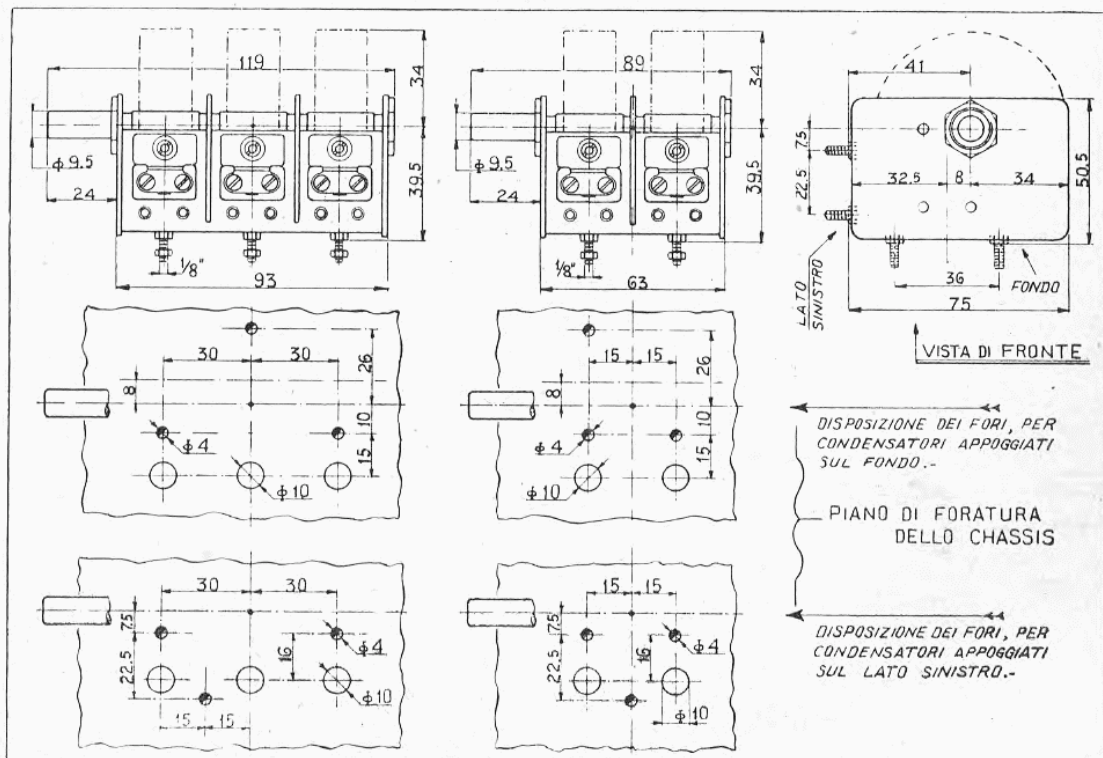 119
34
39.5
ϕ 9.5
24
1/8"
93
89
34
39.5
ϕ 9.5
24
1/8"
63
41
7.5
22.5
32.5
8
34
50.5
36
75
LATO
SINISTRO
FONDO
VISTA DI FRONTE
30
30
26
8
10
15
ϕ 4
ϕ 10
15
15
26
8
10
15
ϕ 4
ϕ 10
DISPOSIZIONE DEI FORI, PER
CONDENSATORI APPOGGIATI
SUL FONDO.-
PIANO DI FORATURA
DELLO CHASSIS
30
30
7.5
22.5
16
ϕ 4
ϕ 10
15
15
15
15
7.5
22.5
16
ϕ 4
ϕ 10
DISPOSIZIONE DEI FORI, PER
CONDENSATORI APPOGGIATI
SUL LATO SINISTRO.-